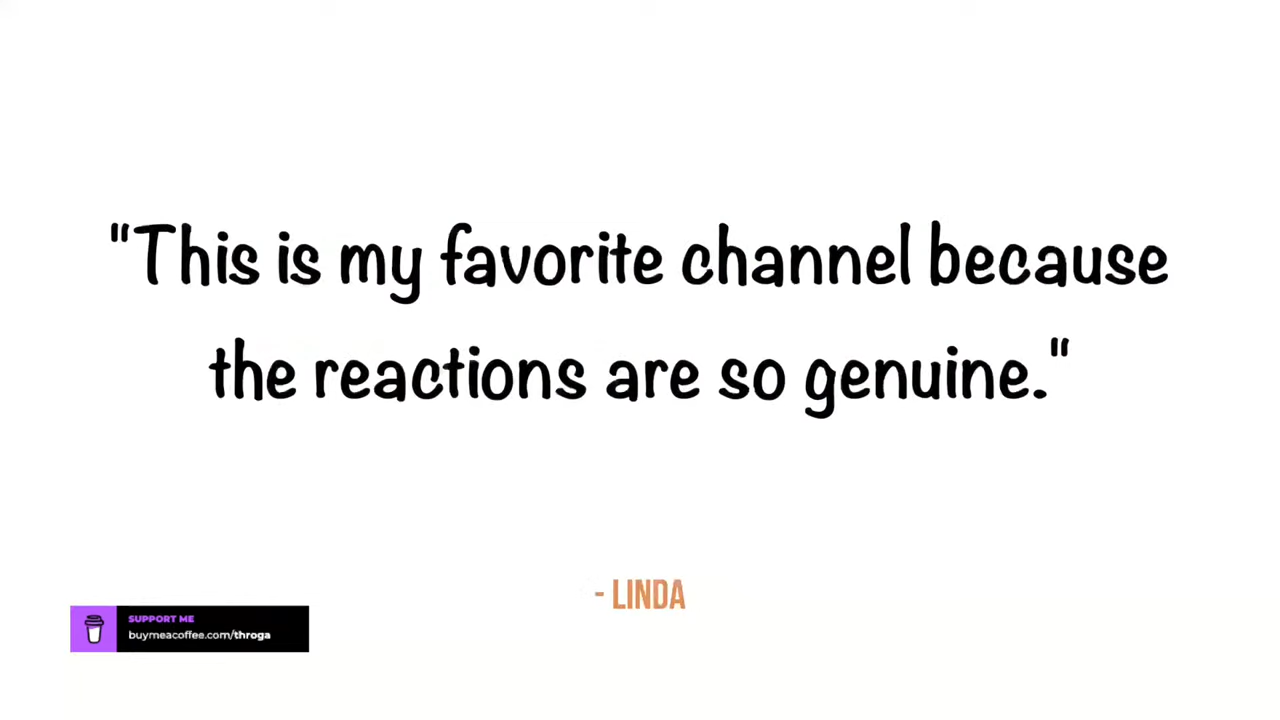 "This is my favorite channel because
the reactions are so genuine."
- LINDA
SUPPORT ME
buymeacoffee.com/throga